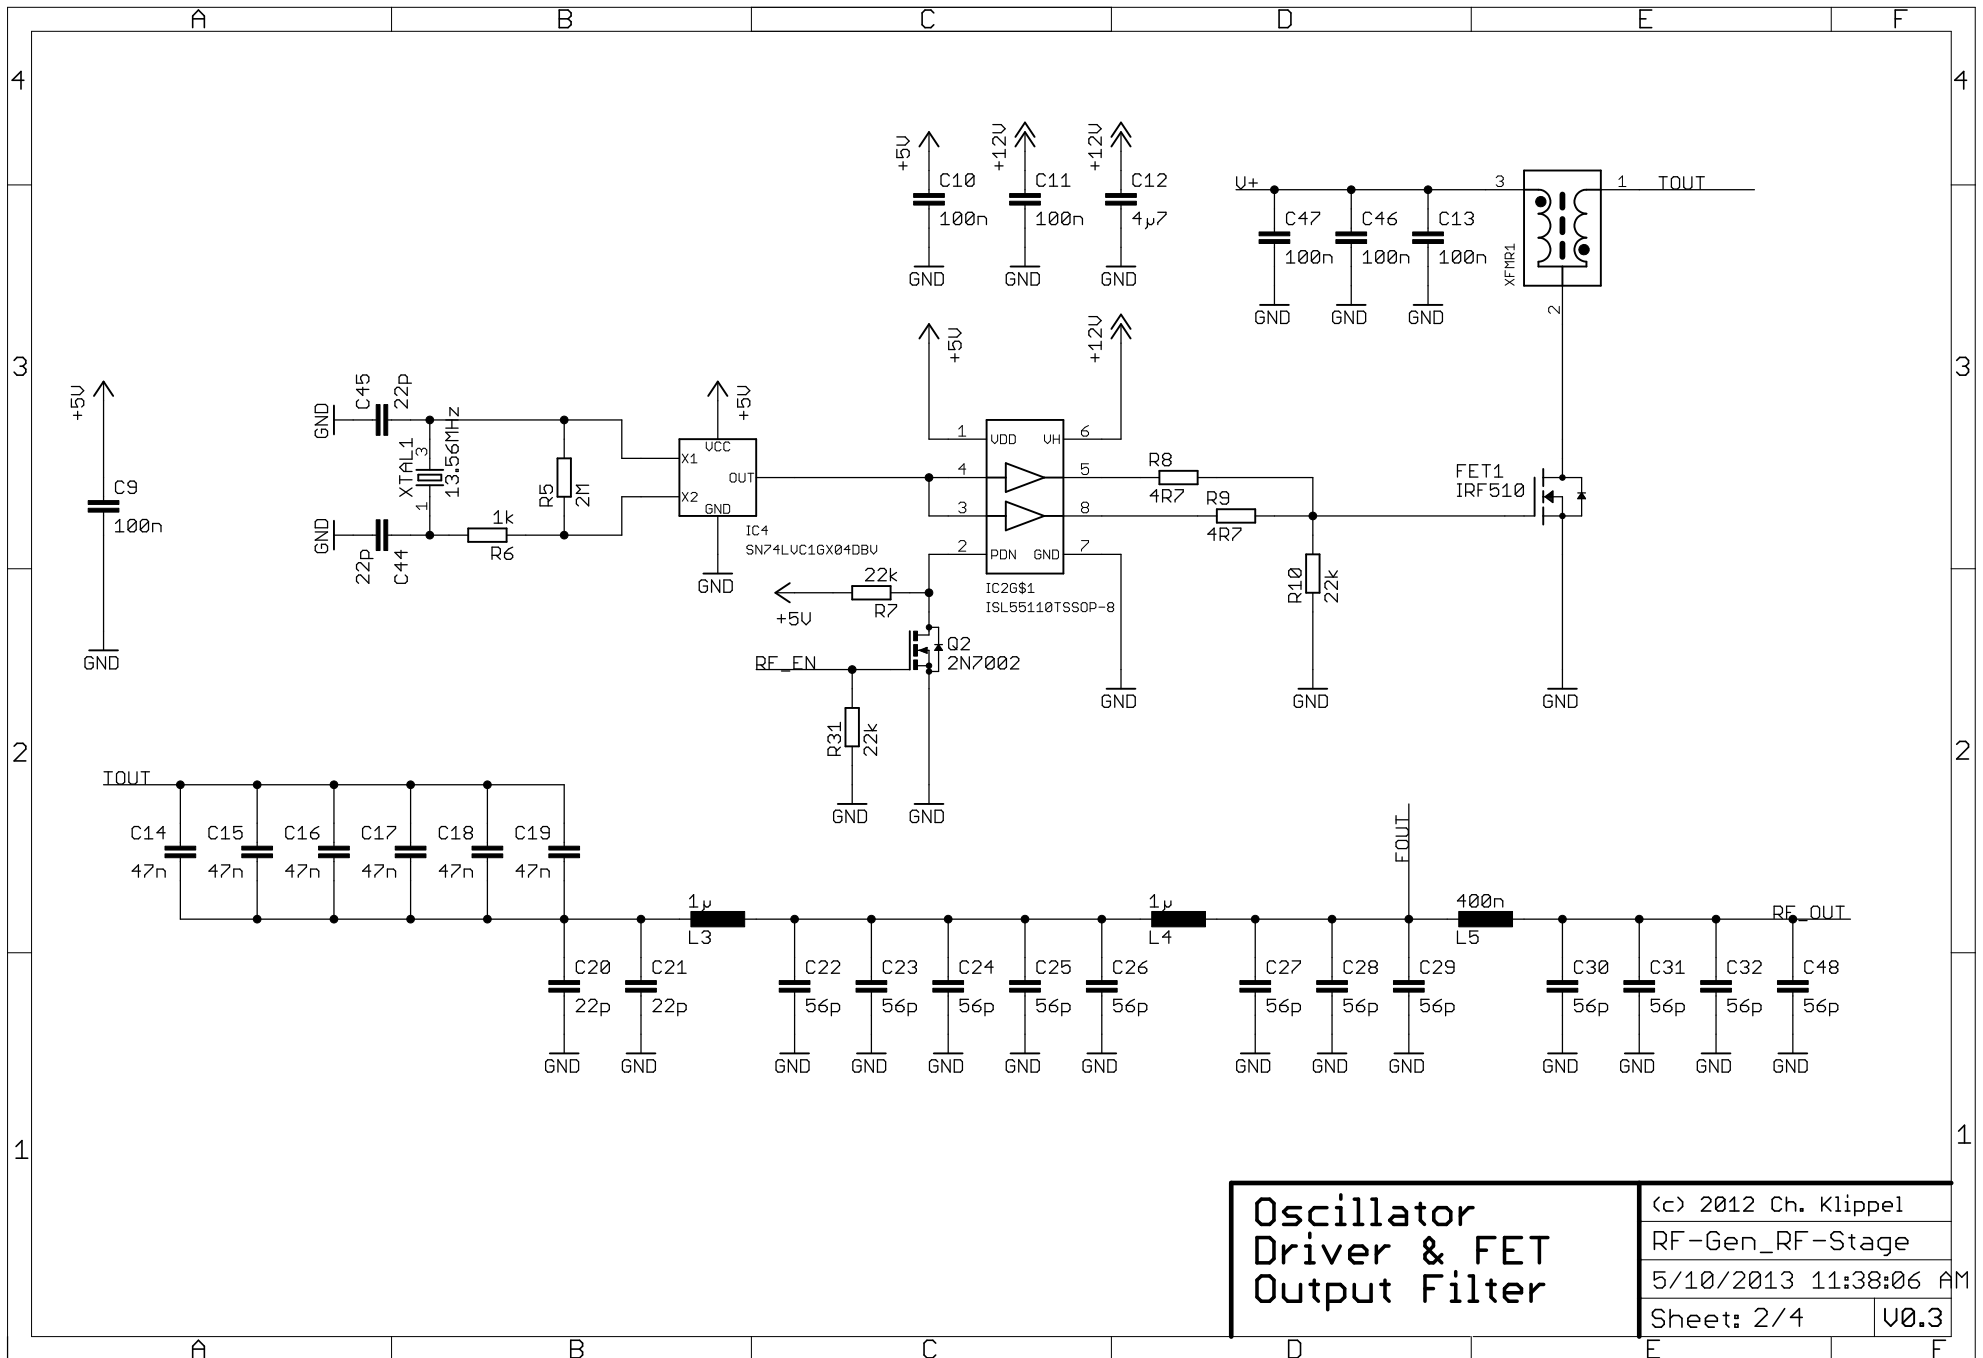 A B C D E F
4 4
+5V +12V +12V
C10 C11 C12
100n 100n 4µ7
GND GND GND
V+ 3 1 TOUT
C47 C46 C13
100n 100n 100n
XFMR1
2
GND GND GND
3 3
+5V
C9
100n
GND
GND C45 22p
XTAL1 3 13.56MHz
1
R5 2M
1k
R6
GND 22p C44
+5V
VCC
X1
OUT
X2
GND
IC4
SN74LVC1GX04DBV
GND
+5V +12V
1 VDD VH 6
4 5
3 8
2 PDN GND 7
IC2G$1
ISL55110TSSOP-8
22k
R7
+5V
Q2
2N7002
RF_EN
R31 22k
GND GND
GND
R8
4R7
R9
4R7
R10 22k
GND
FET1
IRF510
GND
2 2
TOUT
C14 C15 C16 C17 C18 C19
47n 47n 47n 47n 47n 47n
FOUT
1µ 1µ 400n RF_OUT
L3 L4 L5
C20 C21 C22 C23 C24 C25 C26 C27 C28 C29 C30 C31 C32 C48
22p 22p 56p 56p 56p 56p 56p 56p 56p 56p 56p 56p 56p 56p
GND GND GND GND GND GND GND GND GND GND GND GND GND GND
1 1
Oscillator
Driver & FET
Output Filter
(c) 2012 Ch. Klippel
RF-Gen_RF-Stage
5/10/2013 11:38:06 AM
Sheet: 2/4 V0.3
A B C D E F